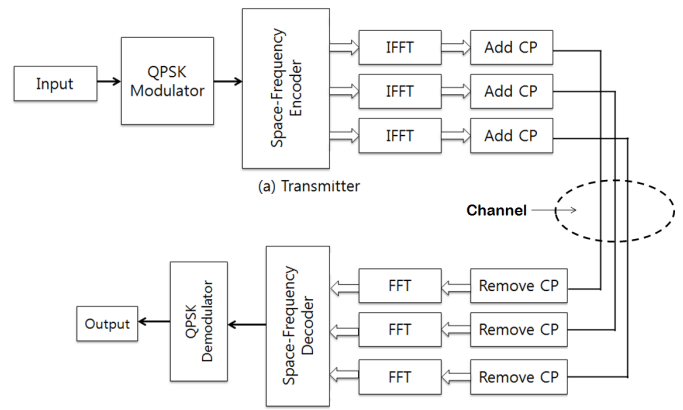 Input
QPSK
Modulator
Space-Frequency
Encoder
IFFT
Add CP
IFFT
Add CP
IFFT
Add CP
(a) Transmitter
Channel
Output
QPSK
Demodulator
Space-Frequency
Decoder
FFT
Remove CP
FFT
Remove CP
FFT
Remove CP